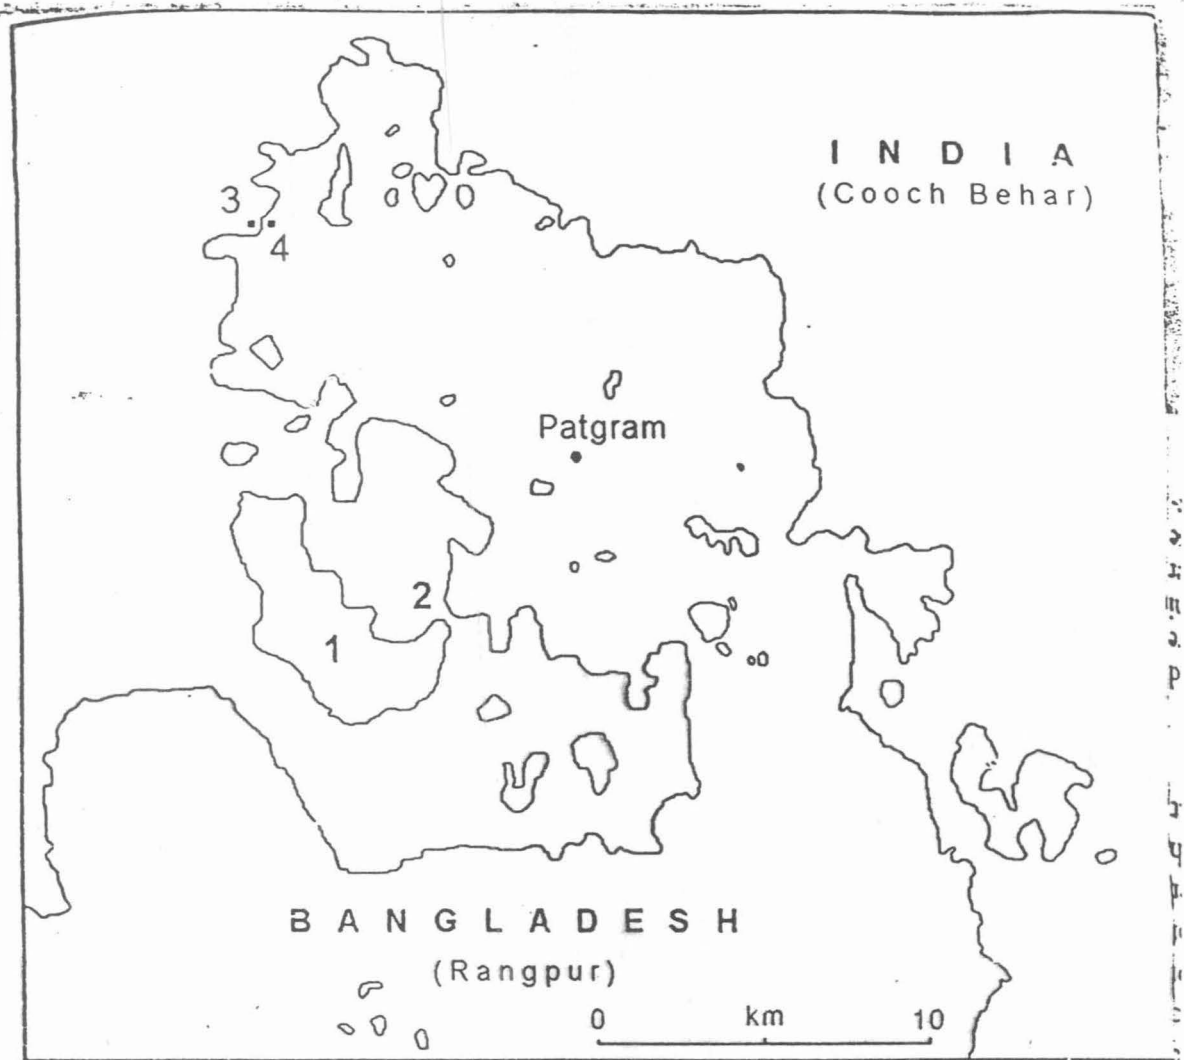 I N D I A
(Cooch Behar)
3
4
Patgram
2
1
B A N G L A D E S H
(Rangpur)
0 km 10